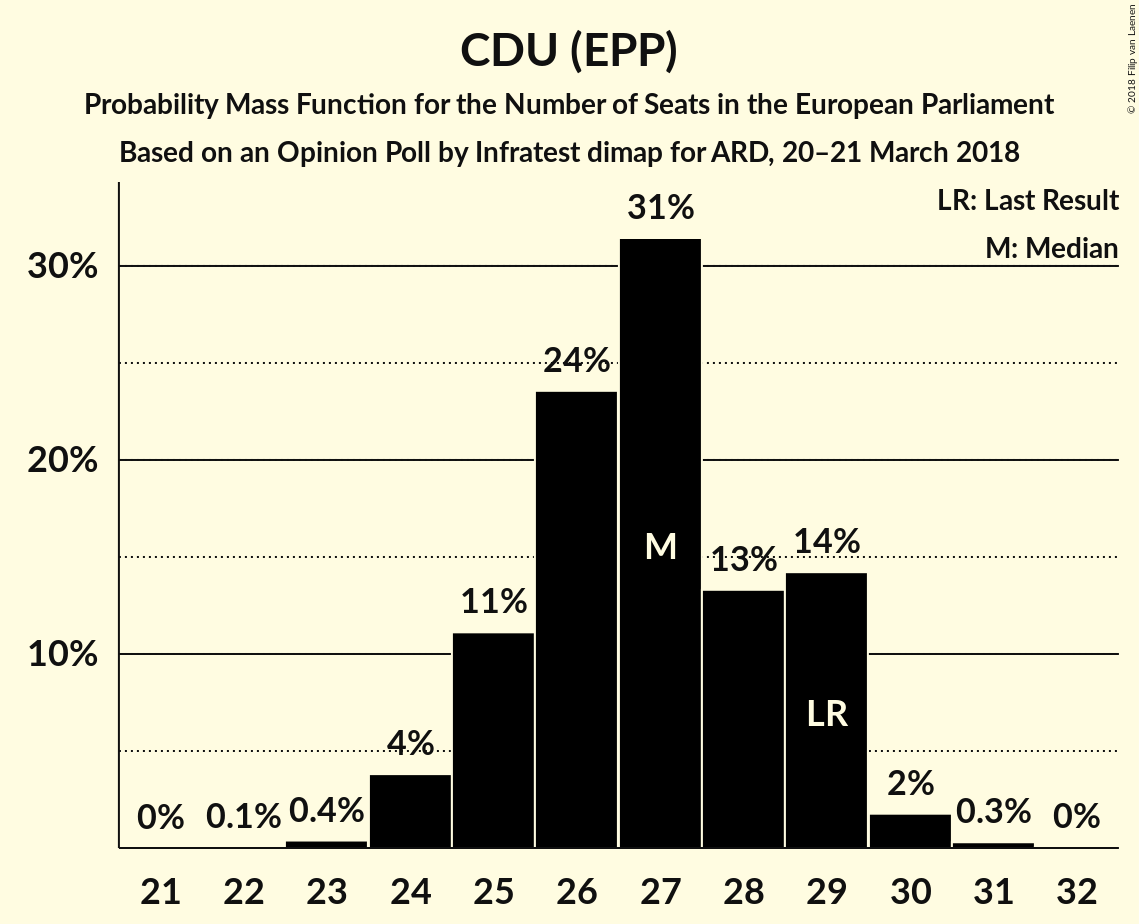 CDU (EPP)
Probability Mass Function for the Number of Seats in the European Parliament
Based on an Opinion Poll by Infratest dimap for ARD, 20–21 March 2018
© 2018 Filip van Laenen
LR: Last Result
M: Median
30%
20%
10%
0%
0.1%
0.4%
4%
11%
24%
31%
13%
14%
2%
0.3%
0%
M
LR
21 22 23 24 25 26 27 28 29 30 31 32